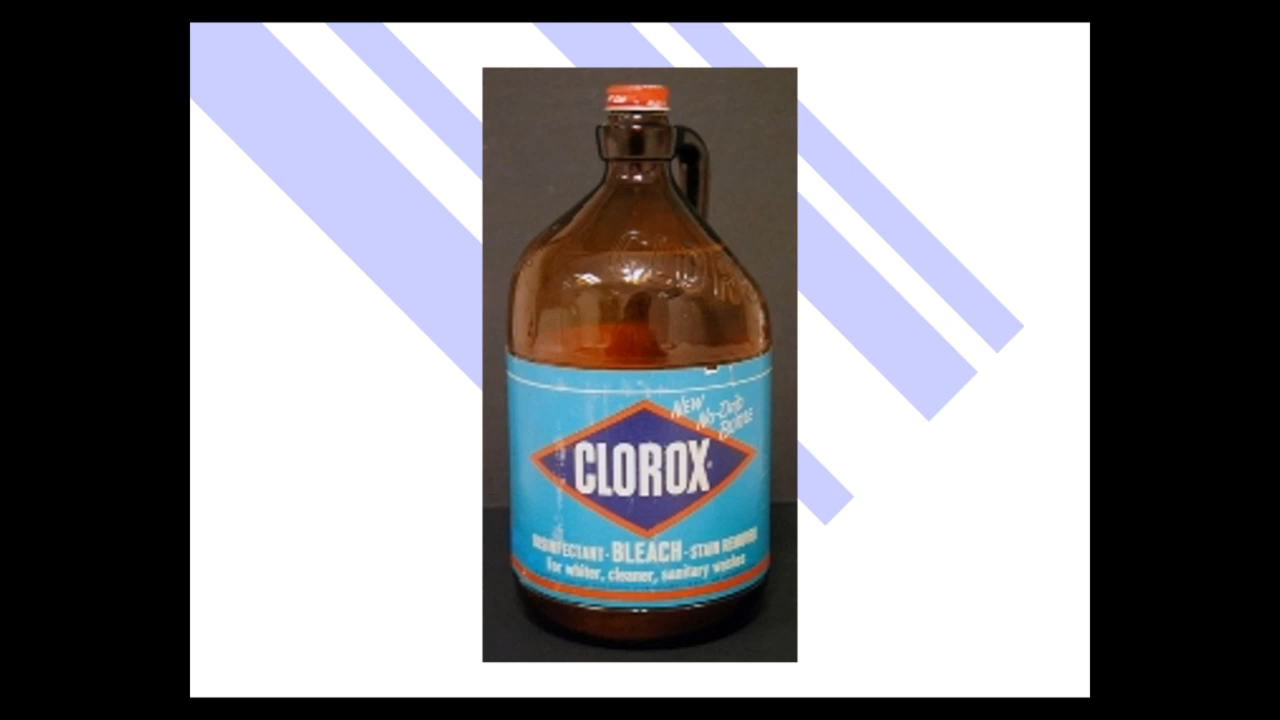 NEW
No-Drip
BOTTLE
CLOROX
DISINFECTANT · BLEACH · STAIN REMOVER
For whiter, cleaner, sanitary washes